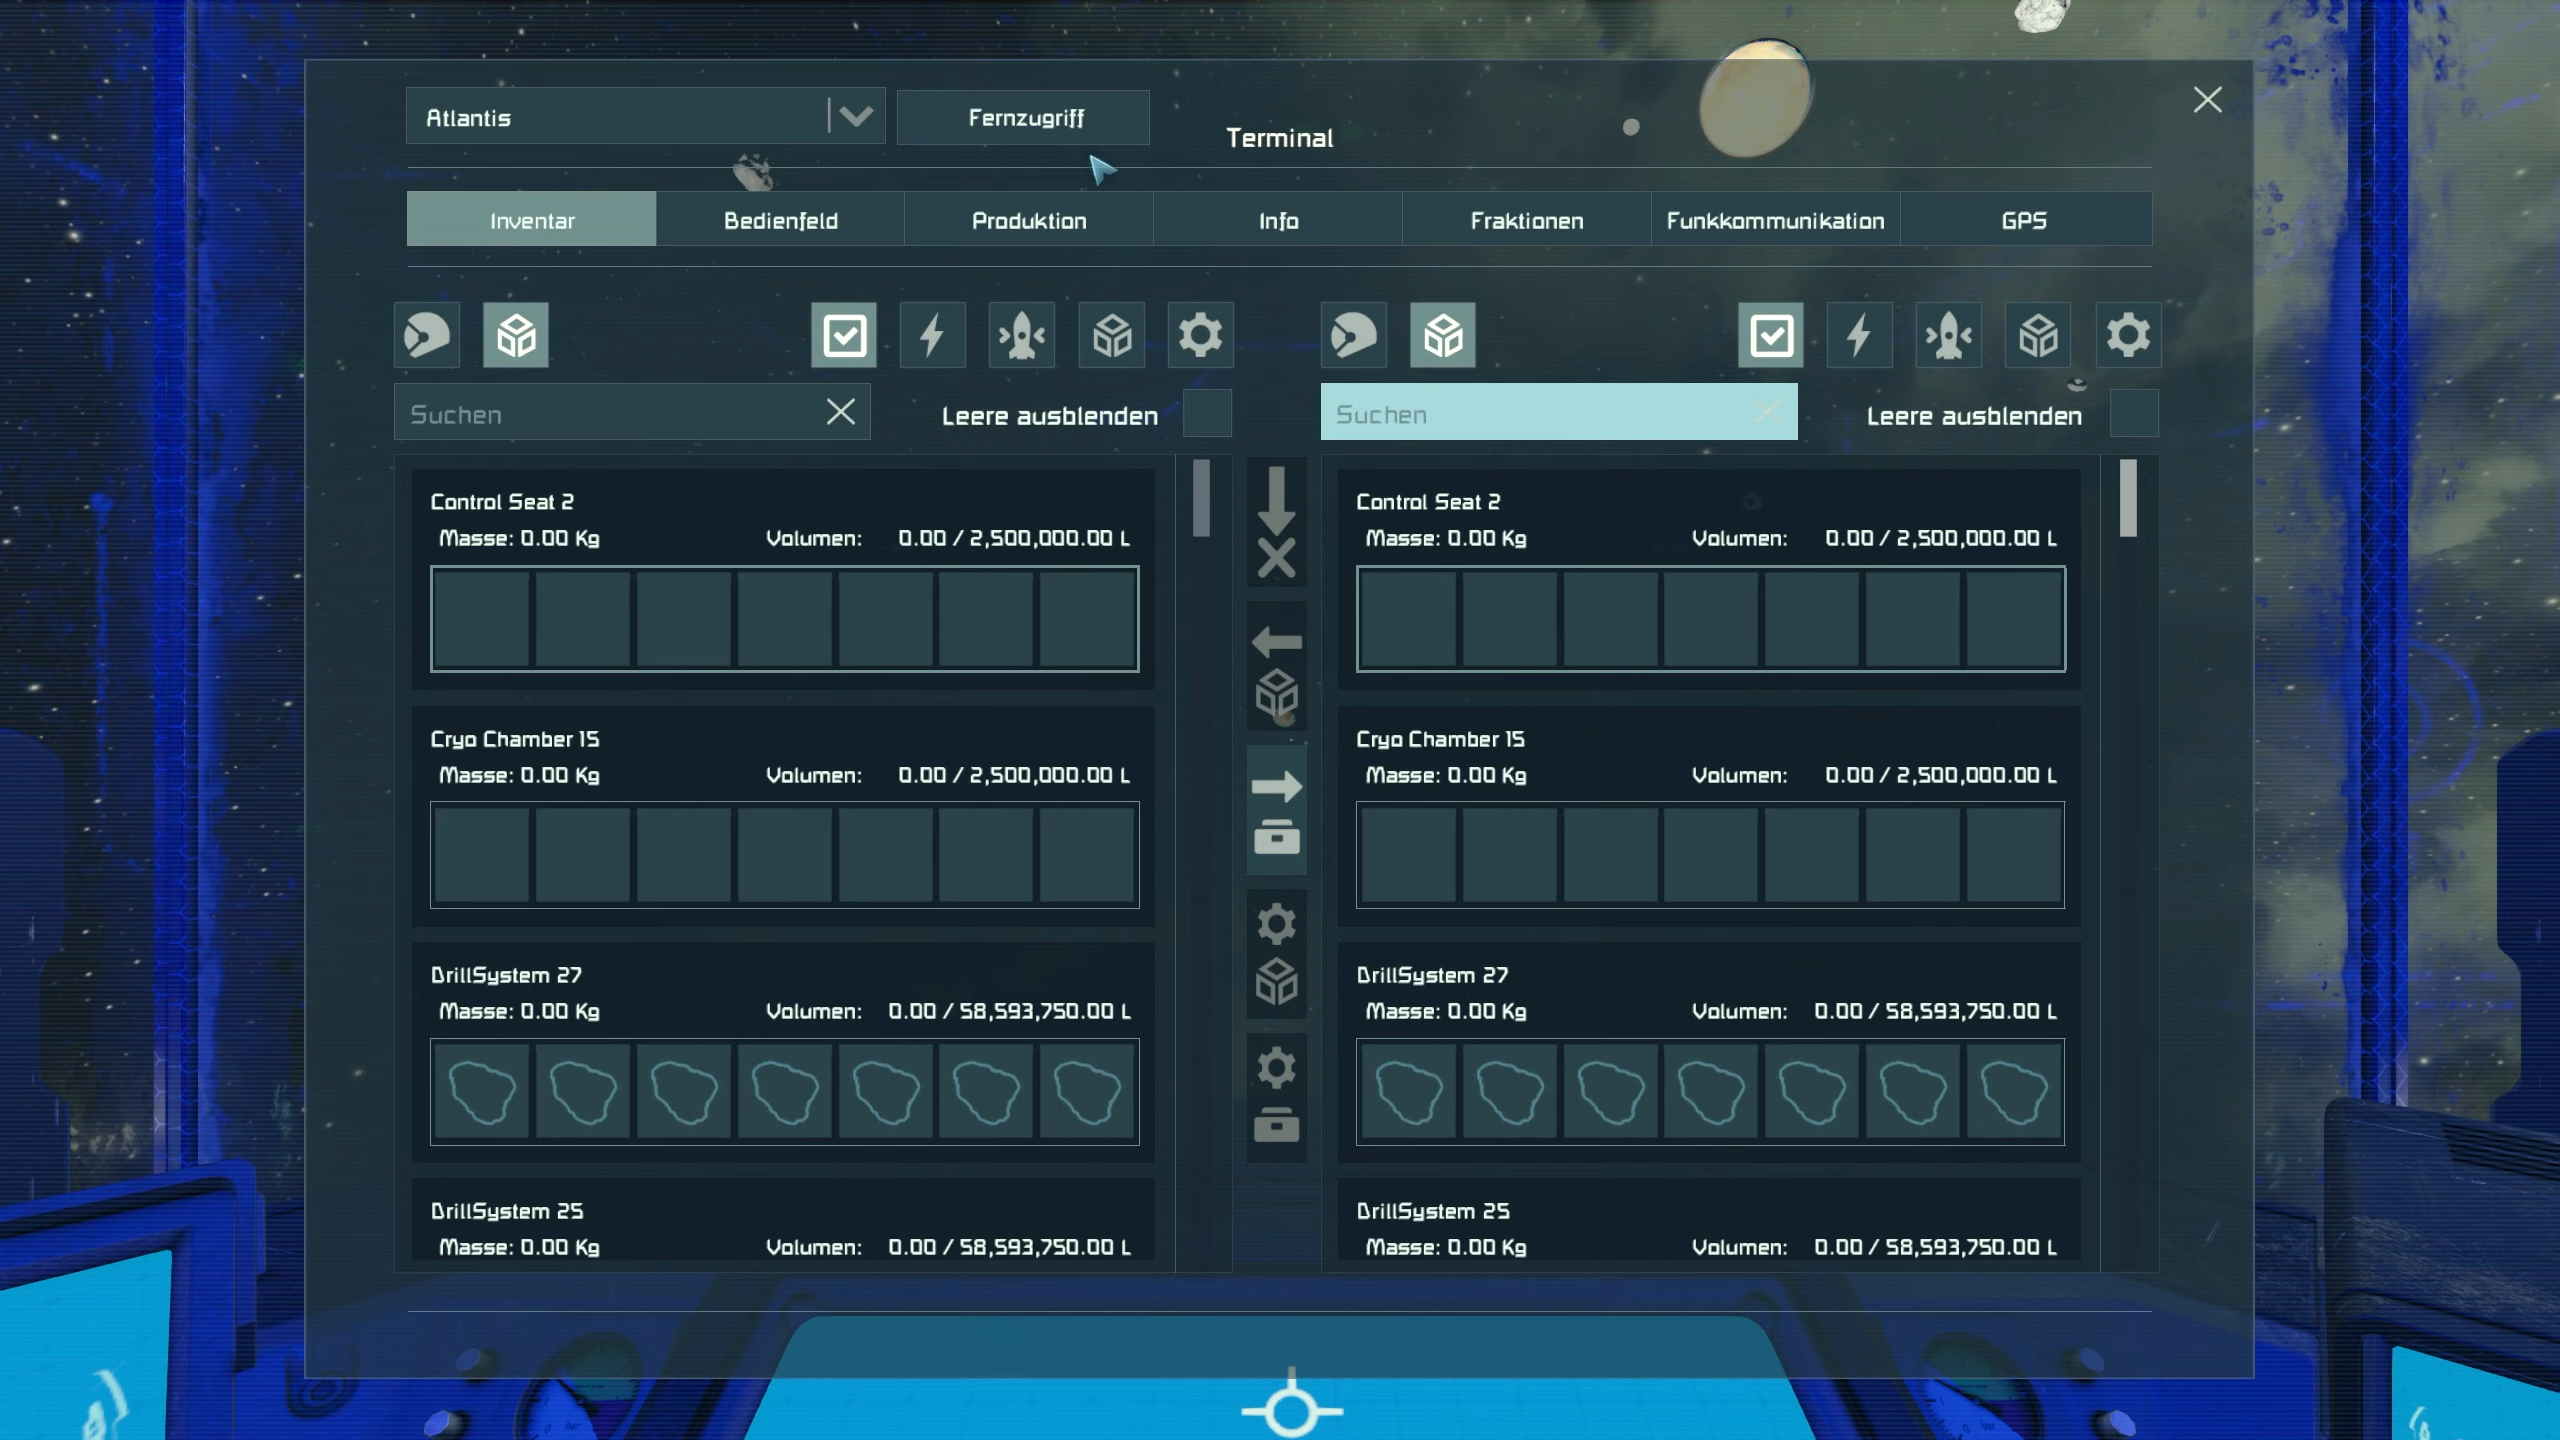 Atlantis
Fernzugriff
Terminal
Inventar
Bedienfeld
Produktion
Info
Fraktionen
Funkkommunikation
GPS
Suchen
Leere ausblenden
Suchen
Leere ausblenden
Control Seat 2
Masse: 0.00 Kg Volumen: 0.00 / 2,500,000.00 L
Cryo Chamber 15
Masse: 0.00 Kg Volumen: 0.00 / 2,500,000.00 L
DrillSystem 27
Masse: 0.00 Kg Volumen: 0.00 / 58,593,750.00 L
DrillSystem 25
Masse: 0.00 Kg Volumen: 0.00 / 58,593,750.00 L
Control Seat 2
Masse: 0.00 Kg Volumen: 0.00 / 2,500,000.00 L
Cryo Chamber 15
Masse: 0.00 Kg Volumen: 0.00 / 2,500,000.00 L
DrillSystem 27
Masse: 0.00 Kg Volumen: 0.00 / 58,593,750.00 L
DrillSystem 25
Masse: 0.00 Kg Volumen: 0.00 / 58,593,750.00 L